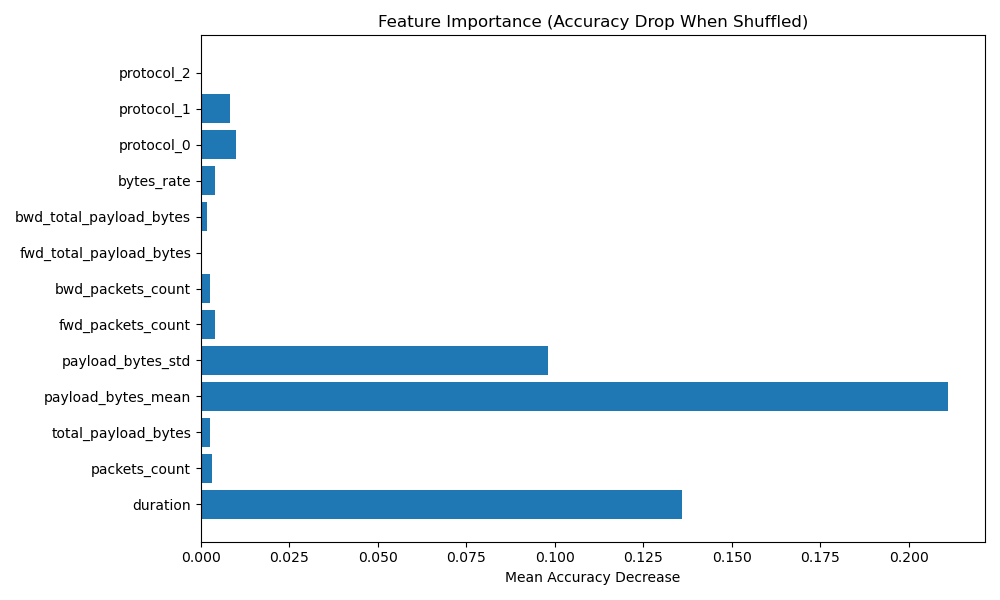 Feature Importance (Accuracy Drop When Shuffled)
protocol_2
protocol_1
protocol_0
bytes_rate
bwd_total_payload_bytes
fwd_total_payload_bytes
bwd_packets_count
fwd_packets_count
payload_bytes_std
payload_bytes_mean
total_payload_bytes
packets_count
duration
0.000 0.025 0.050 0.075 0.100 0.125 0.150 0.175 0.200
Mean Accuracy Decrease